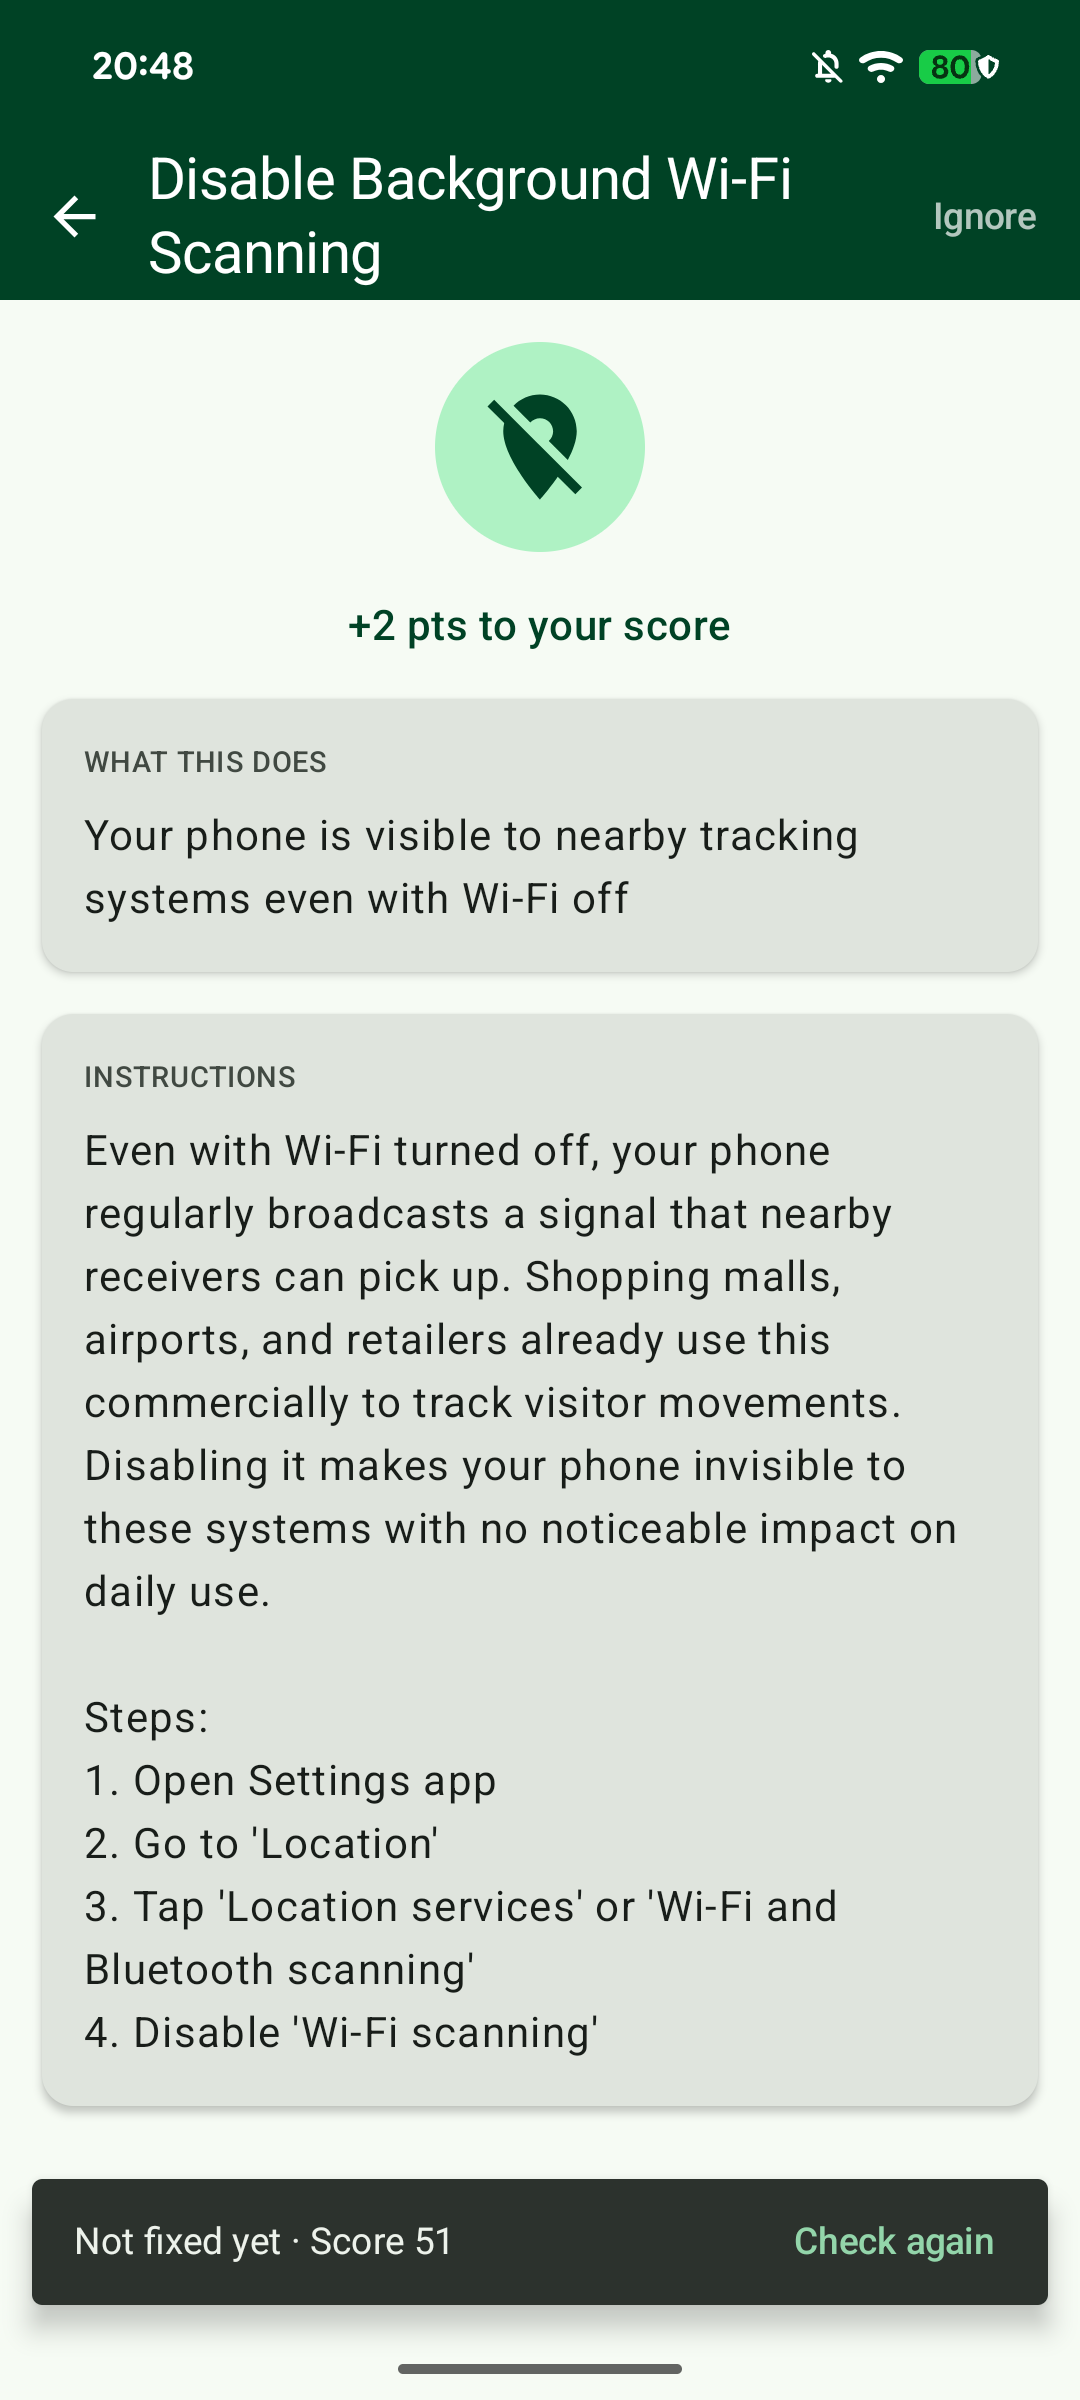 20:48
80
Disable Background Wi-Fi
Scanning
Ignore
+2 pts to your score
WHAT THIS DOES
Your phone is visible to nearby tracking
systems even with Wi-Fi off
INSTRUCTIONS
Even with Wi-Fi turned off, your phone
regularly broadcasts a signal that nearby
receivers can pick up. Shopping malls,
airports, and retailers already use this
commercially to track visitor movements.
Disabling it makes your phone invisible to
these systems with no noticeable impact on
daily use.
Steps:
1. Open Settings app
2. Go to 'Location'
3. Tap 'Location services' or 'Wi-Fi and
Bluetooth scanning'
4. Disable 'Wi-Fi scanning'
Not fixed yet · Score 51
Check again